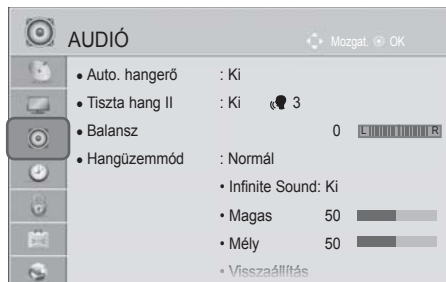 AUDIÓ
Mozgat. OK
• Auto. hangerő : Ki
• Tiszta hang II : Ki 3
• Balansz 0 L R
• Hangüzemmód : Normál
• Infinite Sound: Ki
• Magas 50
• Mély 50
• Visszaállítás